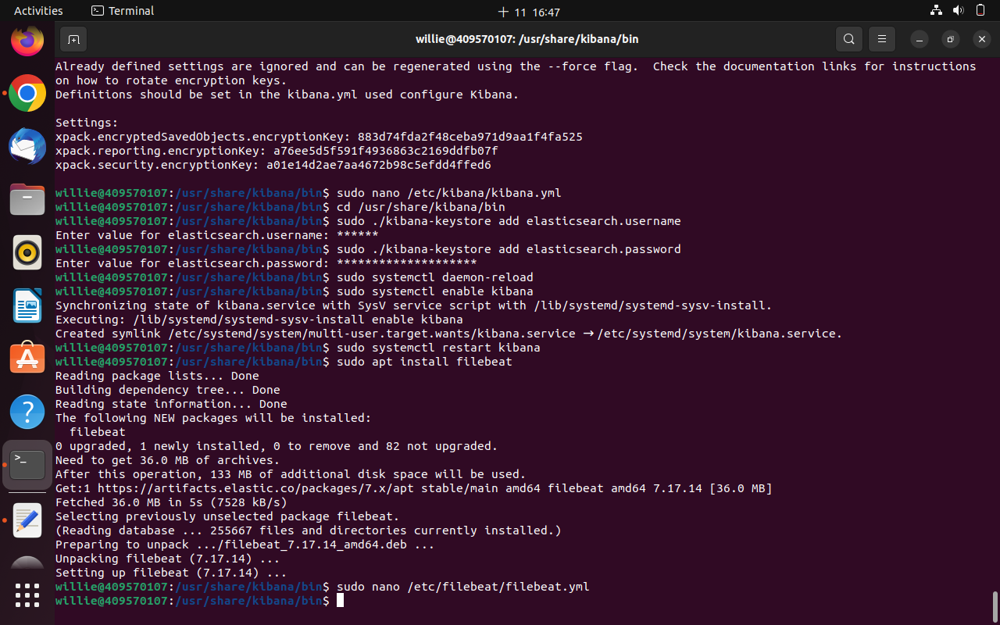 Activities
Terminal
十 11 16:47
willie@409570107: /usr/share/kibana/bin
Already defined settings are ignored and can be regenerated using the --force flag.  Check the documentation links for instructions
on how to rotate encryption keys.
Definitions should be set in the kibana.yml used configure Kibana.
Settings:
xpack.encryptedSavedObjects.encryptionKey: 883d74fda2f48ceba971d9aa1f4fa525
xpack.reporting.encryptionKey: a76ee5d5f591f4936863c2169ddfb07f
xpack.security.encryptionKey: a01e14d2ae7aa4672b98c5efdd4ffed6
willie@409570107:/usr/share/kibana/bin$ sudo nano /etc/kibana/kibana.yml
willie@409570107:/usr/share/kibana/bin$ cd /usr/share/kibana/bin
willie@409570107:/usr/share/kibana/bin$ sudo ./kibana-keystore add elasticsearch.username
Enter value for elasticsearch.username: ******
willie@409570107:/usr/share/kibana/bin$ sudo ./kibana-keystore add elasticsearch.password
Enter value for elasticsearch.password: ********************
willie@409570107:/usr/share/kibana/bin$ sudo systemctl daemon-reload
willie@409570107:/usr/share/kibana/bin$ sudo systemctl enable kibana
Synchronizing state of kibana.service with SysV service script with /lib/systemd/systemd-sysv-install.
Executing: /lib/systemd/systemd-sysv-install enable kibana
Created symlink /etc/systemd/system/multi-user.target.wants/kibana.service → /etc/systemd/system/kibana.service.
willie@409570107:/usr/share/kibana/bin$ sudo systemctl restart kibana
willie@409570107:/usr/share/kibana/bin$ sudo apt install filebeat
Reading package lists... Done
Building dependency tree... Done
Reading state information... Done
The following NEW packages will be installed:
  filebeat
0 upgraded, 1 newly installed, 0 to remove and 82 not upgraded.
Need to get 36.0 MB of archives.
After this operation, 133 MB of additional disk space will be used.
Get:1 https://artifacts.elastic.co/packages/7.x/apt stable/main amd64 filebeat amd64 7.17.14 [36.0 MB]
Fetched 36.0 MB in 5s (7528 kB/s)
Selecting previously unselected package filebeat.
(Reading database ... 255667 files and directories currently installed.)
Preparing to unpack .../filebeat_7.17.14_amd64.deb ...
Unpacking filebeat (7.17.14) ...
Setting up filebeat (7.17.14) ...
willie@409570107:/usr/share/kibana/bin$ sudo nano /etc/filebeat/filebeat.yml
willie@409570107:/usr/share/kibana/bin$